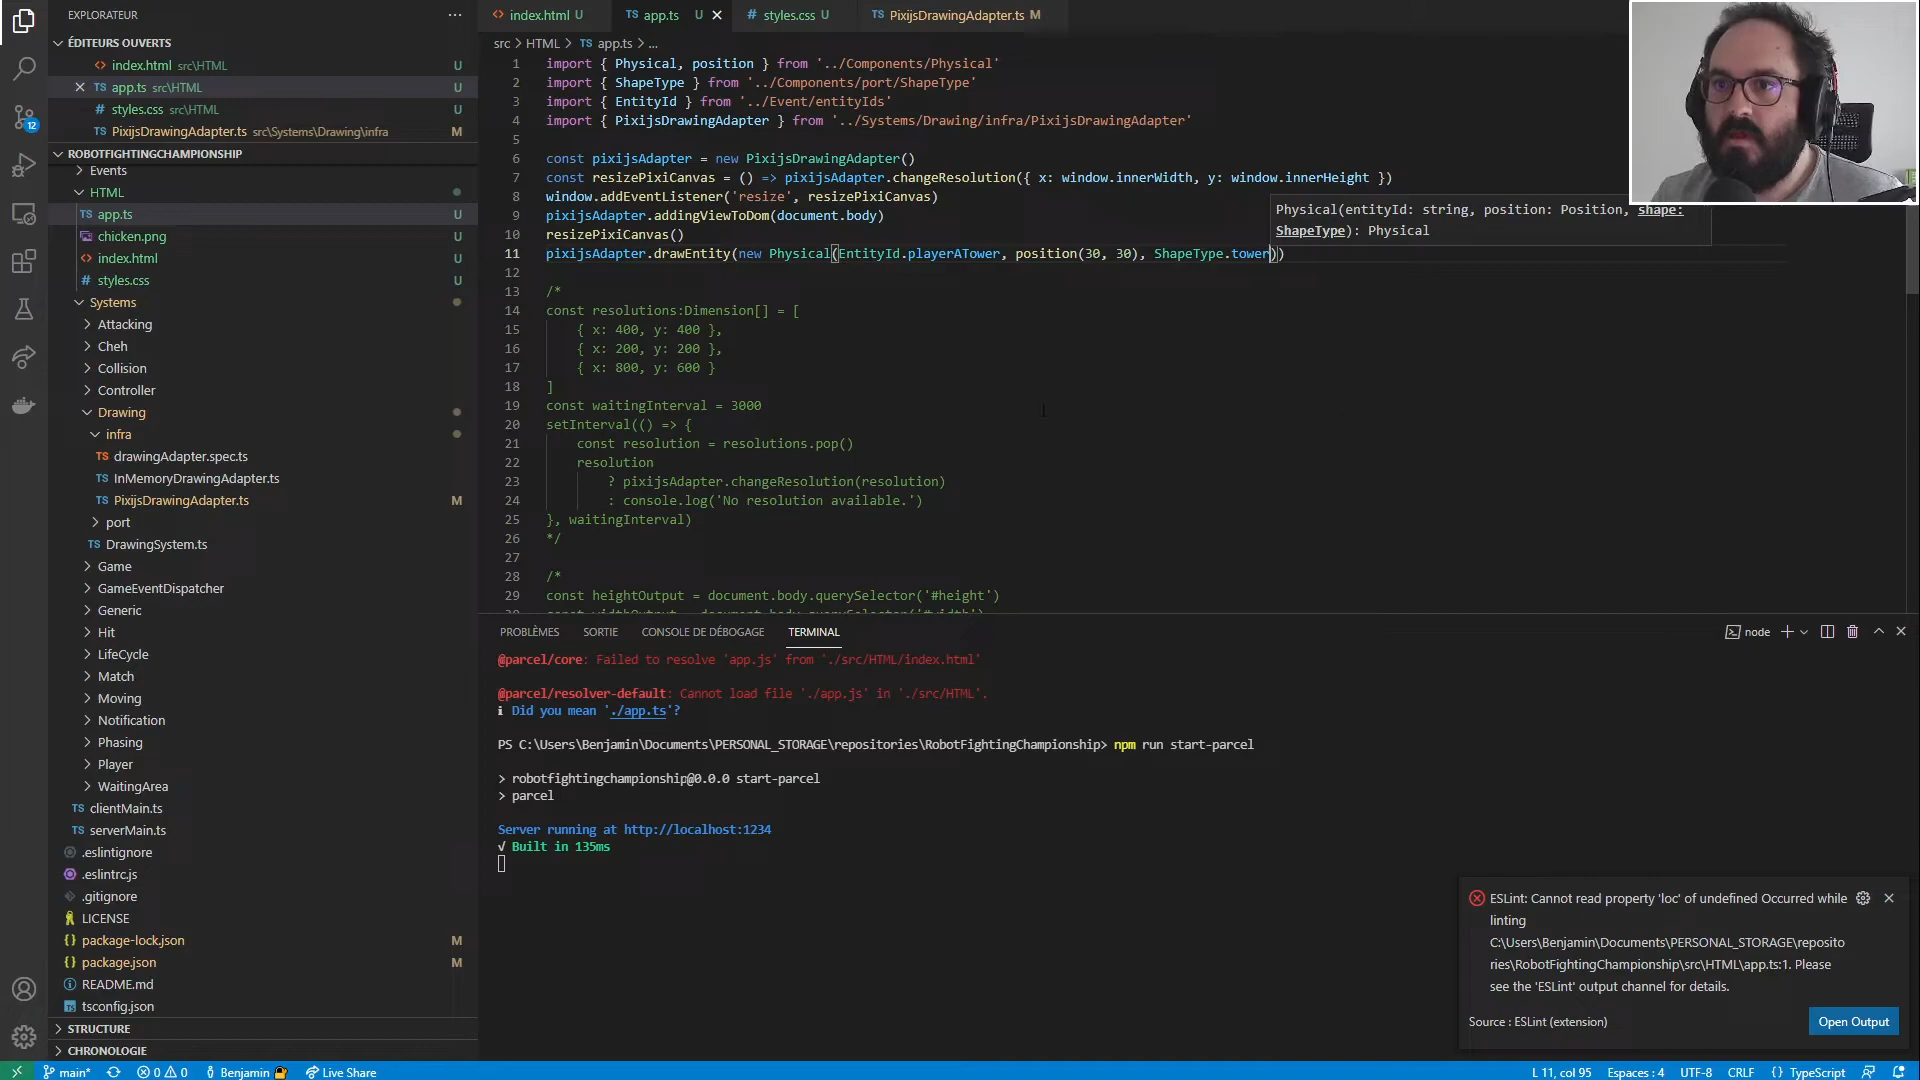 EXPLORATEUR
ÉDITEURS OUVERTS
index.html src\HTML U
app.ts src\HTML U
styles.css src\HTML U
PixijsDrawingAdapter.ts src\Systems\Drawing\infra M
ROBOTFIGHTINGCHAMPIONSHIP
Events
HTML
app.ts U
chicken.png U
index.html U
styles.css U
Systems
Attacking
Cheh
Collision
Controller
Drawing
infra
drawingAdapter.spec.ts
InMemoryDrawingAdapter.ts
PixijsDrawingAdapter.ts M
port
DrawingSystem.ts
Game
GameEventDispatcher
Generic
Hit
LifeCycle
Match
Moving
Notification
Phasing
Player
WaitingArea
clientMain.ts
serverMain.ts
.eslintignore
.eslintrc.js
.gitignore
LICENSE
package-lock.json M
package.json M
README.md
tsconfig.json
STRUCTURE
CHRONOLOGIE
12
index.html U
app.ts U
styles.css U
PixijsDrawingAdapter.ts M
src > HTML > TS app.ts > ...
1 import { Physical, position } from '../Components/Physical'
2 import { ShapeType } from '../Components/port/ShapeType'
3 import { EntityId } from '../Event/entityIds'
4 import { PixijsDrawingAdapter } from '../Systems/Drawing/infra/PixijsDrawingAdapter'
5
6 const pixijsAdapter = new PixijsDrawingAdapter()
7 const resizePixiCanvas = () => pixijsAdapter.changeResolution({ x: window.innerWidth, y: window.innerHeight })
8 window.addEventListener('resize', resizePixiCanvas)
9 pixijsAdapter.addingViewToDom(document.body)
10 resizePixiCanvas()
11 pixijsAdapter.drawEntity(new Physical(EntityId.playerATower, position(30, 30), ShapeType.tower))
12
13 /*
14 const resolutions:Dimension[] = [
15 { x: 400, y: 400 },
16 { x: 200, y: 200 },
17 { x: 800, y: 600 }
18 ]
19 const waitingInterval = 3000
20 setInterval(() => {
21 const resolution = resolutions.pop()
22 resolution
23 ? pixijsAdapter.changeResolution(resolution)
24 : console.log('No resolution available.')
25 }, waitingInterval)
26 */
27
28 /*
29 const heightOutput = document.body.querySelector('#height')
Physical(entityId: string, position: Position, shape:
ShapeType): Physical
PROBLÈMES SORTIE CONSOLE DE DÉBOGAGE TERMINAL
node
@parcel/core: Failed to resolve 'app.js' from './src/HTML/index.html'
@parcel/resolver-default: Cannot load file './app.js' in './src/HTML'.
Did you mean './app.ts'?
PS C:\Users\Benjamin\Documents\PERSONAL_STORAGE\repositories\RobotFightingChampionship> npm run start-parcel
> robotfightingchampionship@0.0.0 start-parcel
> parcel
Server running at http://localhost:1234
√ Built in 135ms
ESLint: Cannot read property 'loc' of undefined Occurred while
linting
C:\Users\Benjamin\Documents\PERSONAL_STORAGE\reposito
ries\RobotFightingChampionship\src\HTML\app.ts:1. Please
see the 'ESLint' output channel for details.
Source : ESLint (extension)
Open Output
main* 0 0 Benjamin Live Share
L 11, col 95 Espaces : 4 UTF-8 CRLF {} TypeScript